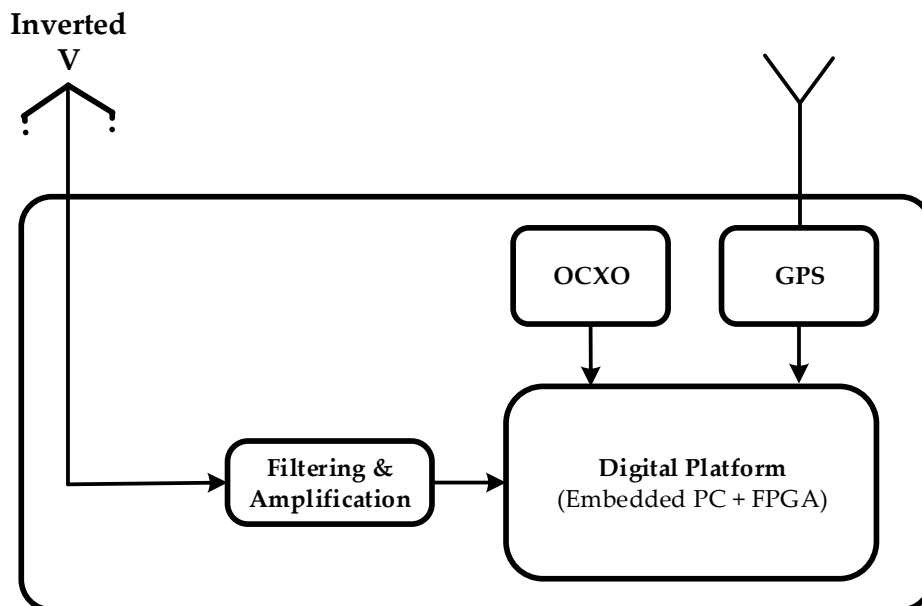 Inverted
V
OCXO
GPS
Filtering &
Amplification
Digital Platform
(Embedded PC + FPGA)